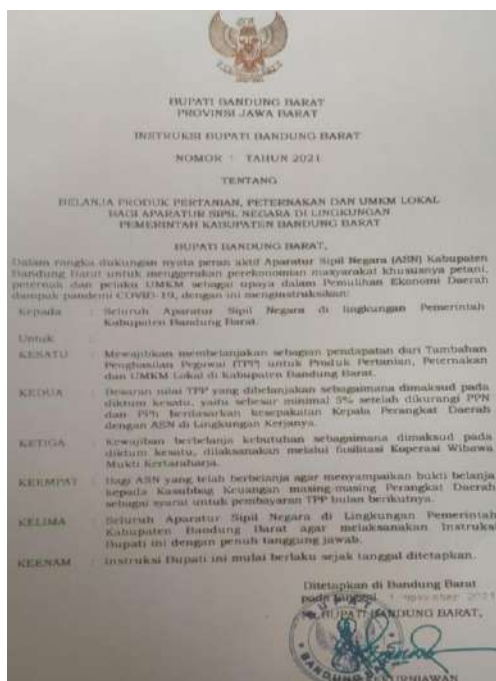 BUPATI BANDUNG BARAT
PROVINSI JAWA BARAT
INSTRUKSI BUPATI BANDUNG BARAT
NOMOR : TAHUN 2021
TENTANG
BELANJA PRODUK PERTANIAN, PETERNAKAN DAN UMKM LOKAL
BAGI APARATUR SIPIL NEGARA DI LINGKUNGAN
PEMERINTAH KABUPATEN BANDUNG BARAT
BUPATI BANDUNG BARAT,
Dalam rangka dukungan nyata peran aktif Aparatur Sipil Negara (ASN) Kabupaten
Bandung Barat untuk menggerakan perekonomian masyarakat khususnya petani,
peternak dan pelaku UMKM sebagai upaya dalam Pemulihan Ekonomi Daerah
dampak pandemi COVID-19, dengan ini menginstruksikan:
Kepada : Seluruh Aparatur Sipil Negara di lingkungan Pemerintah
Kabupaten Bandung Barat.
Untuk :
KESATU : Mewajibkan membelanjakan sebagian pendapatan dari Tambahan
Penghasilan Pegawai (TPP) untuk Produk Pertanian, Peternakan
dan UMKM Lokal di Kabupaten Bandung Barat.
KEDUA : Besaran nilai TPP yang dibelanjakan sebagaimana dimaksud pada
diktum kesatu, yaitu sebesar minimal 5% setelah dikurangi PPN
dan PPh berdasarkan kesepakatan Kepala Perangkat Daerah
dengan ASN di Lingkungan Kerjanya.
KETIGA : Kewajiban berbelanja kebutuhan sebagaimana dimaksud pada
diktum kesatu, dilaksanakan melalui fasilitasi Koperasi Wibawa
Mukti Kertaraharja.
KEEMPAT : Bagi ASN yang telah berbelanja agar menyampaikan bukti belanja
kepada Kasubbag Keuangan masing-masing Perangkat Daerah
sebagai syarat untuk pembayaran TPP bulan berikutnya.
KELIMA : Seluruh Aparatur Sipil Negara di Lingkungan Pemerintah
Kabupaten Bandung Barat agar melaksanakan Instruksi
Bupati ini dengan penuh tanggung jawab.
KEENAM : Instruksi Bupati ini mulai berlaku sejak tanggal ditetapkan.
Ditetapkan di Bandung Barat
pada tanggal 1 November 2021
BUPATI BANDUNG BARAT,
KURNIAWAN